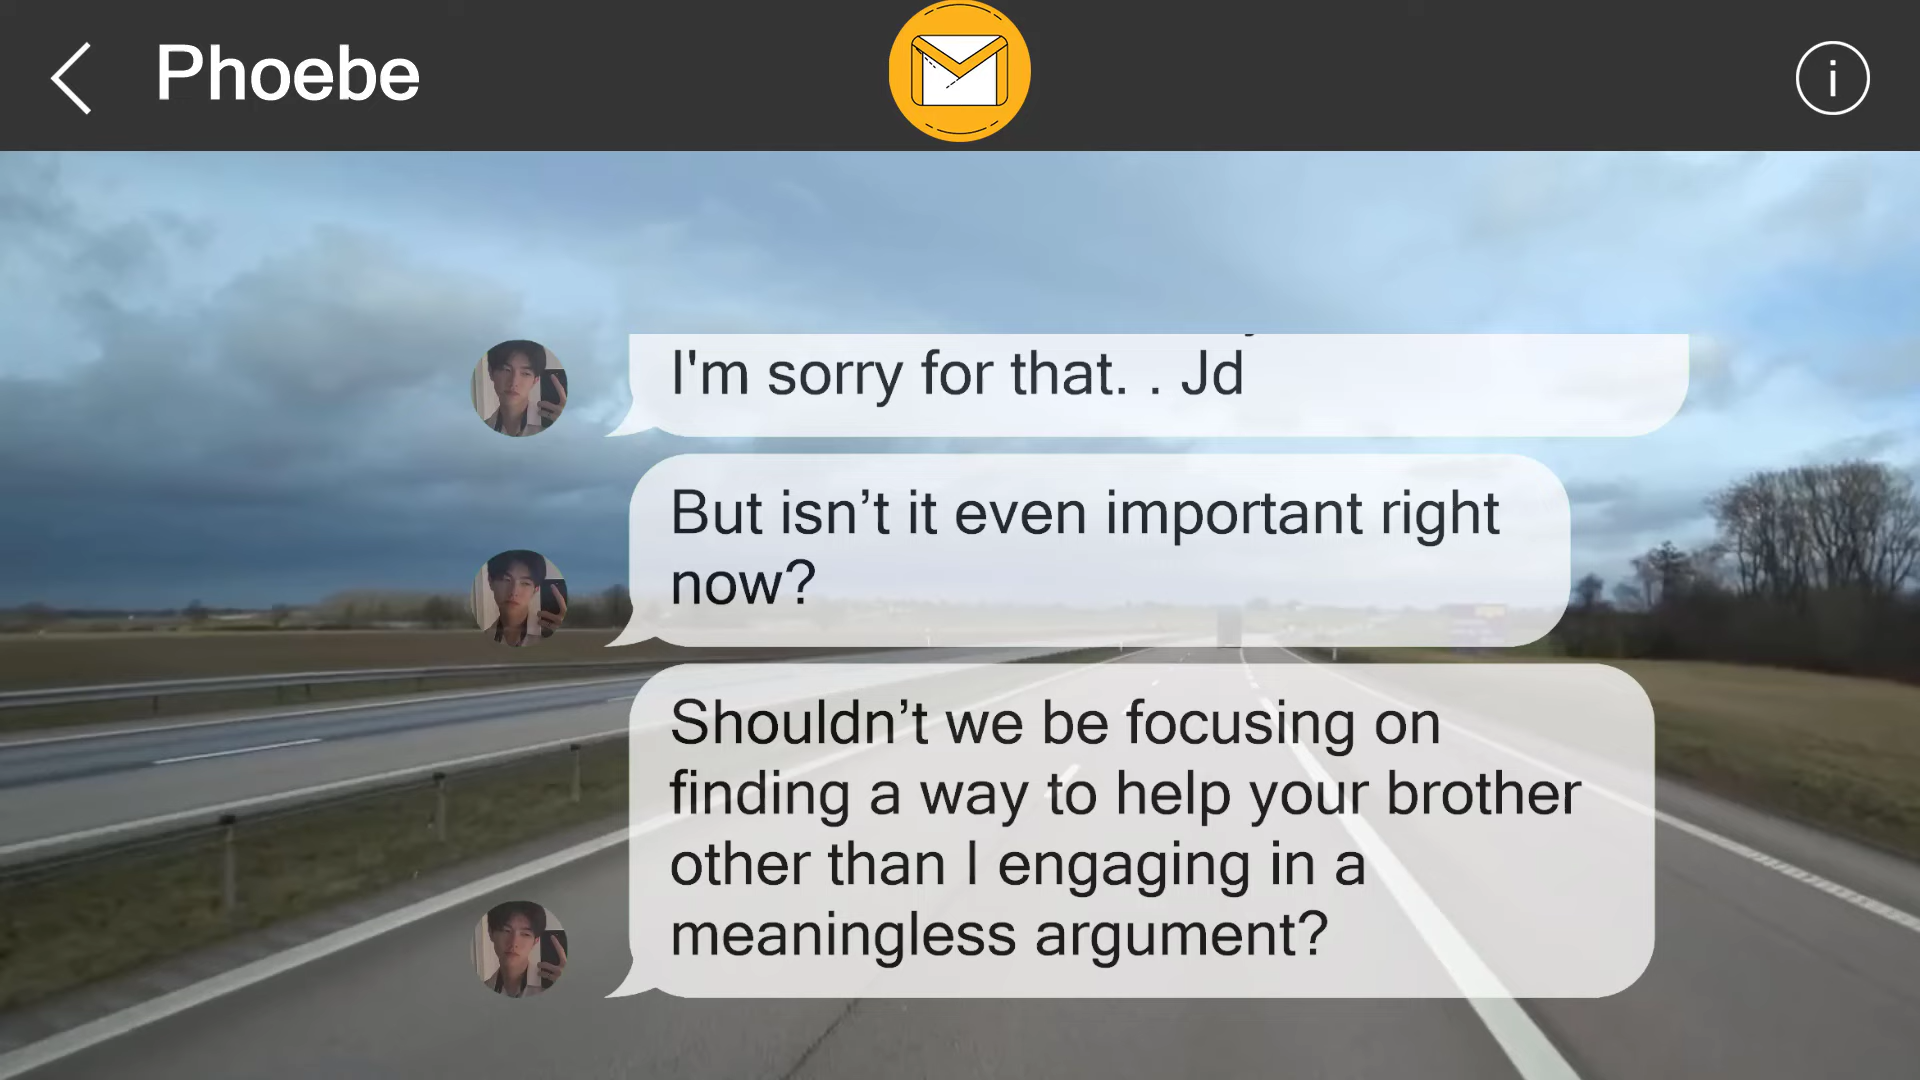 Phoebe
I'm sorry for that. . Jd
But isn’t it even important right
now?
Shouldn’t we be focusing on
finding a way to help your brother
other than I engaging in a
meaningless argument?